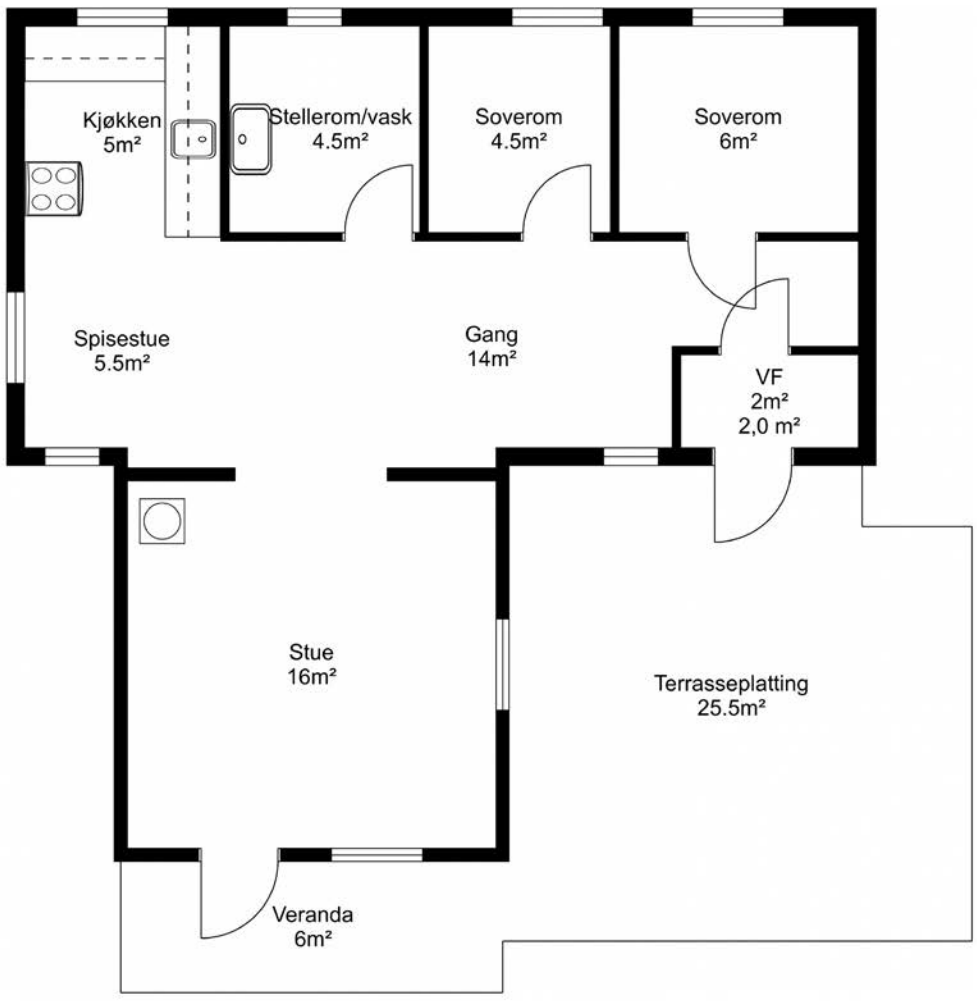 Kjøkken
5m²
Stellerom/vask
4.5m²
Soverom
4.5m²
Soverom
6m²
Spisestue
5.5m²
Gang
14m²
VF
2m²
2,0 m²
Stue
16m²
Terrasseplatting
25.5m²
Veranda
6m²